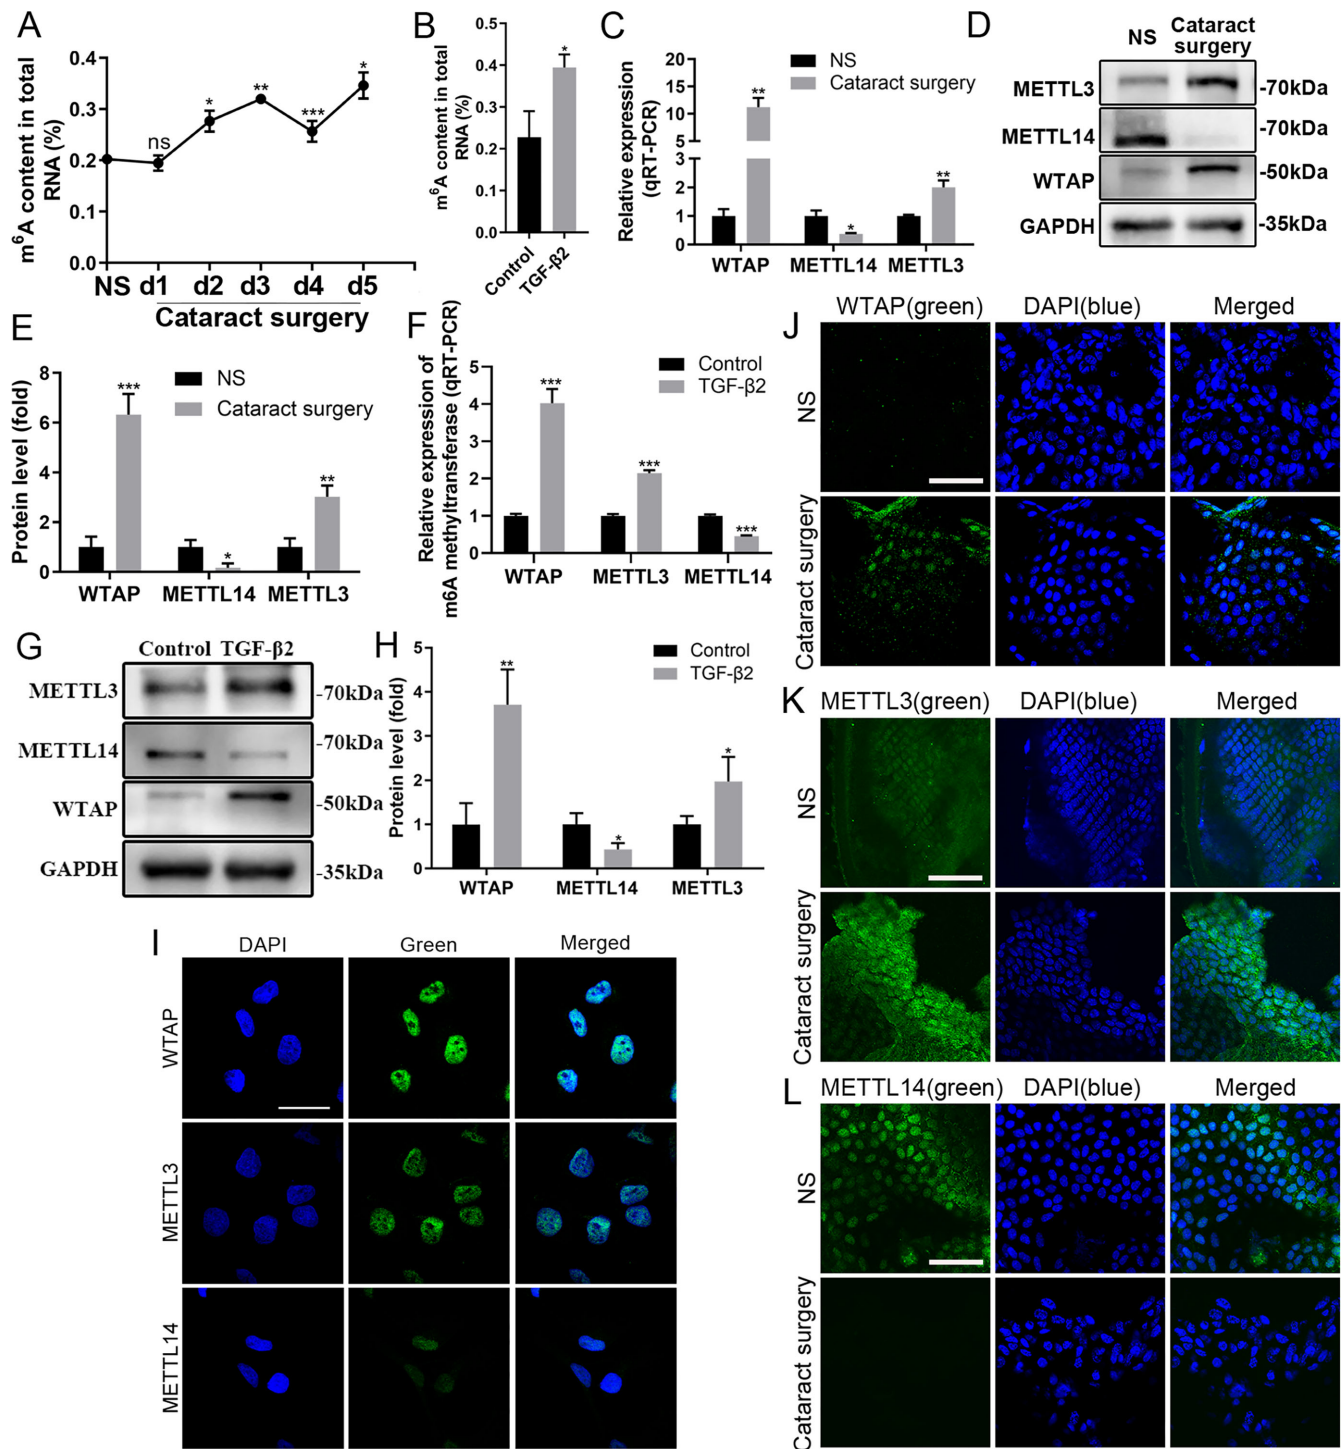 A
m⁶A content in total
RNA (%)
0.4
0.3
0.2
0.1
0.0
ns
*
**
***
*
NS d1 d2 d3 d4 d5
Cataract surgery
B
m⁶A content in total
RNA (%)
0.5
0.4
0.3
0.2
0.1
0.0
*
Control
TGF-β2
C
Relative expression
(qRT-PCR)
20
15
10
5
3
2
1
0
NS
Cataract surgery
**
*
**
WTAP METTL14 METTL3
D
NS Cataract
surgery
METTL3 -70kDa
METTL14 -70kDa
WTAP -50kDa
GAPDH -35kDa
E
Protein level (fold)
8
6
4
2
0
NS
Cataract surgery
***
*
**
WTAP METTL14 METTL3
F
Relative expression of
m6A methyltransferase (qRT-PCR)
5
4
3
2
1
0
Control
TGF-β2
***
***
***
WTAP METTL3 METTL14
G
Control TGF-β2
METTL3 -70kDa
METTL14 -70kDa
WTAP -50kDa
GAPDH -35kDa
H
Protein level (fold)
5
4
3
2
1
0
Control
TGF-β2
**
*
*
WTAP METTL14 METTL3
I
DAPI Green Merged
WTAP
METTL3
METTL14
J
WTAP(green) DAPI(blue) Merged
NS
Cataract surgery
K
METTL3(green) DAPI(blue) Merged
NS
Cataract surgery
L
METTL14(green) DAPI(blue) Merged
NS
Cataract surgery